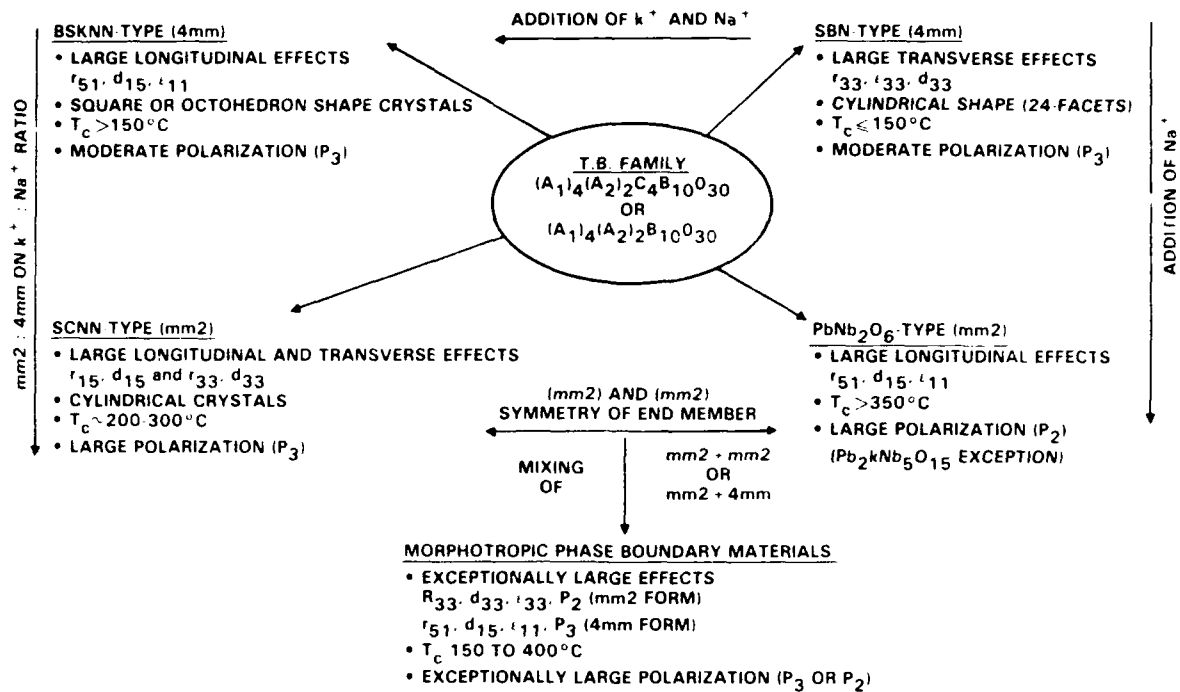 ADDITION OF k⁺ AND Na⁺
BSKNN-TYPE (4mm)
• LARGE LONGITUDINAL EFFECTS
r₅₁, d₁₅, ε₁₁
• SQUARE OR OCTOHEDRON SHAPE CRYSTALS
• T_c >150°C
• MODERATE POLARIZATION (P₃)
SBN-TYPE (4mm)
• LARGE TRANSVERSE EFFECTS
r₃₃, ε₃₃, d₃₃
• CYLINDRICAL SHAPE (24-FACETS)
• T_c ≤ 150°C
• MODERATE POLARIZATION (P₃)
mm2 : 4mm ON k⁺ : Na⁺ RATIO
T.B. FAMILY
(A₁)₄(A₂)₂C₄B₁₀O₃₀
OR
(A₁)₄(A₂)₂B₁₀O₃₀
ADDITION OF Na⁺
SCNN-TYPE (mm2)
• LARGE LONGITUDINAL AND TRANSVERSE EFFECTS
r₁₅, d₁₅ and r₃₃, d₃₃
• CYLINDRICAL CRYSTALS
• T_c ~200-300°C
• LARGE POLARIZATION (P₃)
PbNb₂O₆-TYPE (mm2)
• LARGE LONGITUDINAL EFFECTS
r₅₁, d₁₅, ε₁₁
• T_c >350°C
• LARGE POLARIZATION (P₂)
(Pb₂kNb₅O₁₅ EXCEPTION)
(mm2) AND (mm2)
SYMMETRY OF END MEMBER
MIXING
OF
mm2 + mm2
OR
mm2 + 4mm
MORPHOTROPIC PHASE BOUNDARY MATERIALS
• EXCEPTIONALLY LARGE EFFECTS
R₃₃, d₃₃, ε₃₃, P₂ (mm2 FORM)
r₅₁, d₁₅, ε₁₁, P₃ (4mm FORM)
• T_c 150 TO 400°C
• EXCEPTIONALLY LARGE POLARIZATION (P₃ OR P₂)